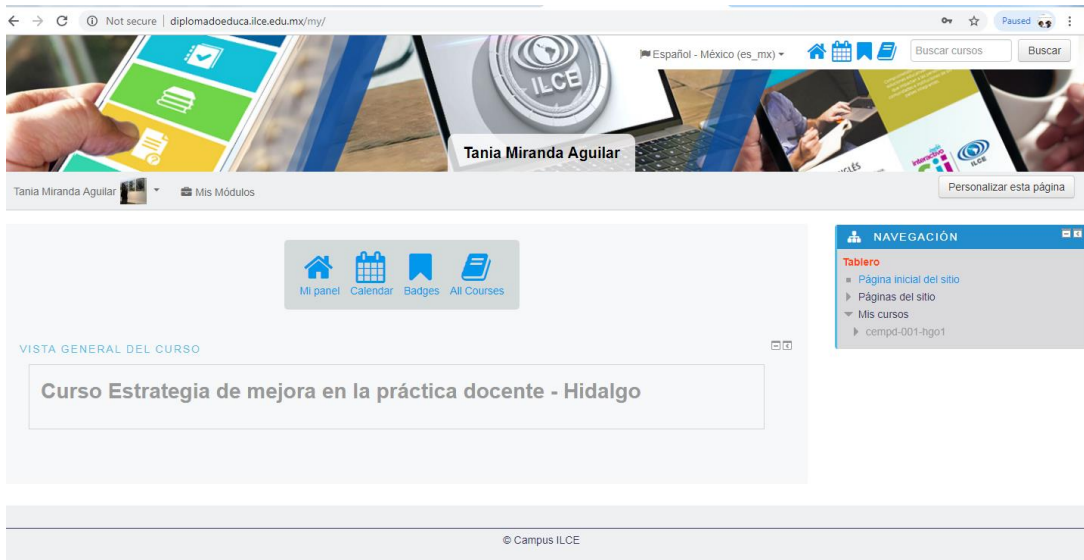 Not secure | diplomadoeduca.ilce.edu.mx/my/
Paused
Español - México (es_mx)
Buscar cursos
Buscar
ILCE
Tania Miranda Aguilar
interactivo
ILCE
Tania Miranda Aguilar
Mis Módulos
Personalizar esta página
Mi panel
Calendar
Badges
All Courses
VISTA GENERAL DEL CURSO
Curso Estrategia de mejora en la práctica docente - Hidalgo
NAVEGACIÓN
Tablero
Página inicial del sitio
Páginas del sitio
Mis cursos
cempd-001-hgo1
© Campus ILCE